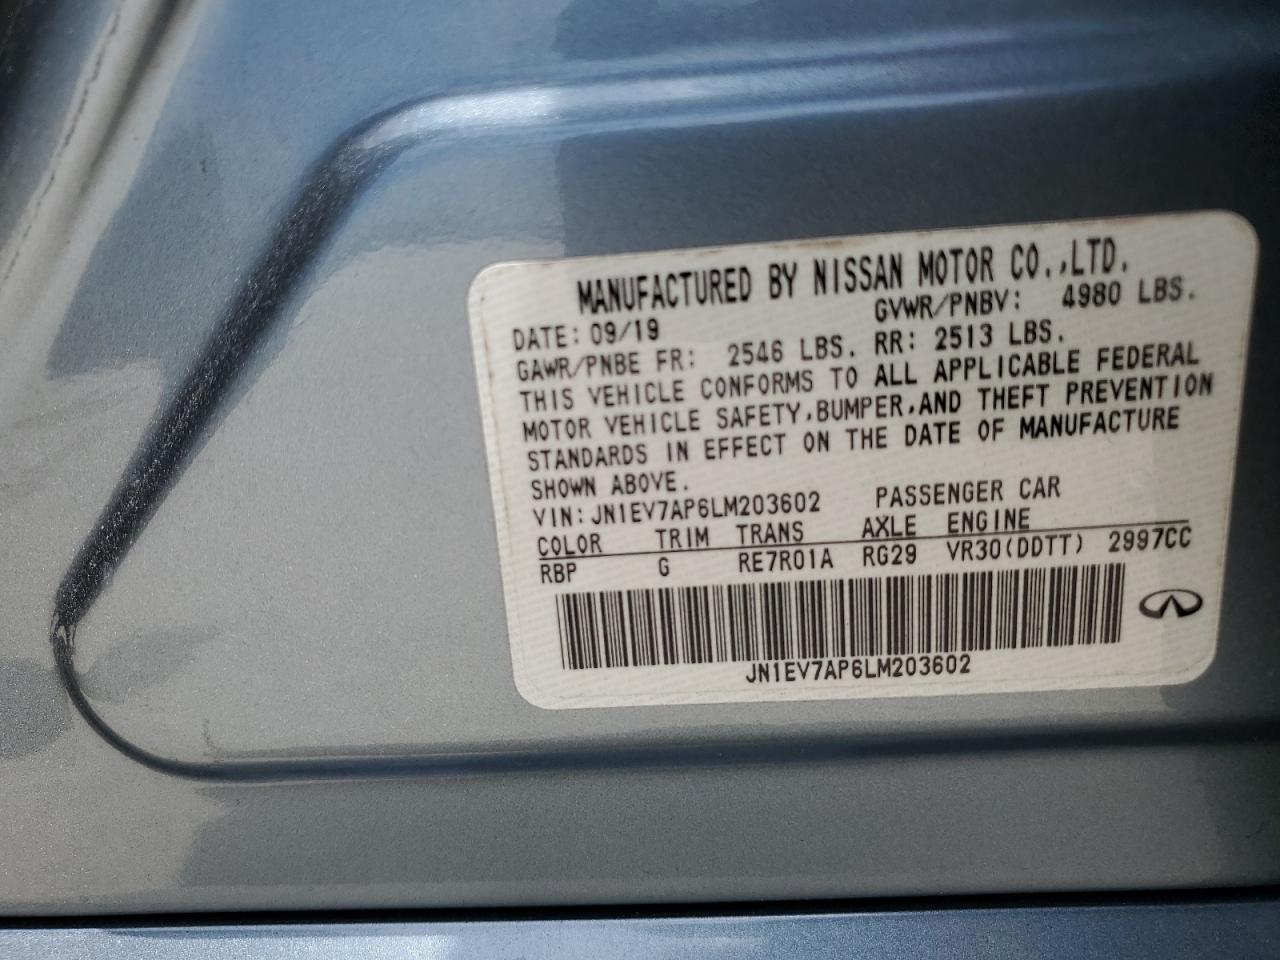 MANUFACTURED BY NISSAN MOTOR CO.,LTD.
DATE: 09/19 GVWR/PNBV: 4980 LBS.
GAWR/PNBE FR: 2546 LBS. RR: 2513 LBS.
THIS VEHICLE CONFORMS TO ALL APPLICABLE FEDERAL
MOTOR VEHICLE SAFETY,BUMPER,AND THEFT PREVENTION
STANDARDS IN EFFECT ON THE DATE OF MANUFACTURE
SHOWN ABOVE.
VIN: JN1EV7AP6LM203602 PASSENGER CAR
COLOR TRIM TRANS AXLE ENGINE
RBP G RE7R01A RG29 VR30(DDTT) 2997CC
JN1EV7AP6LM203602